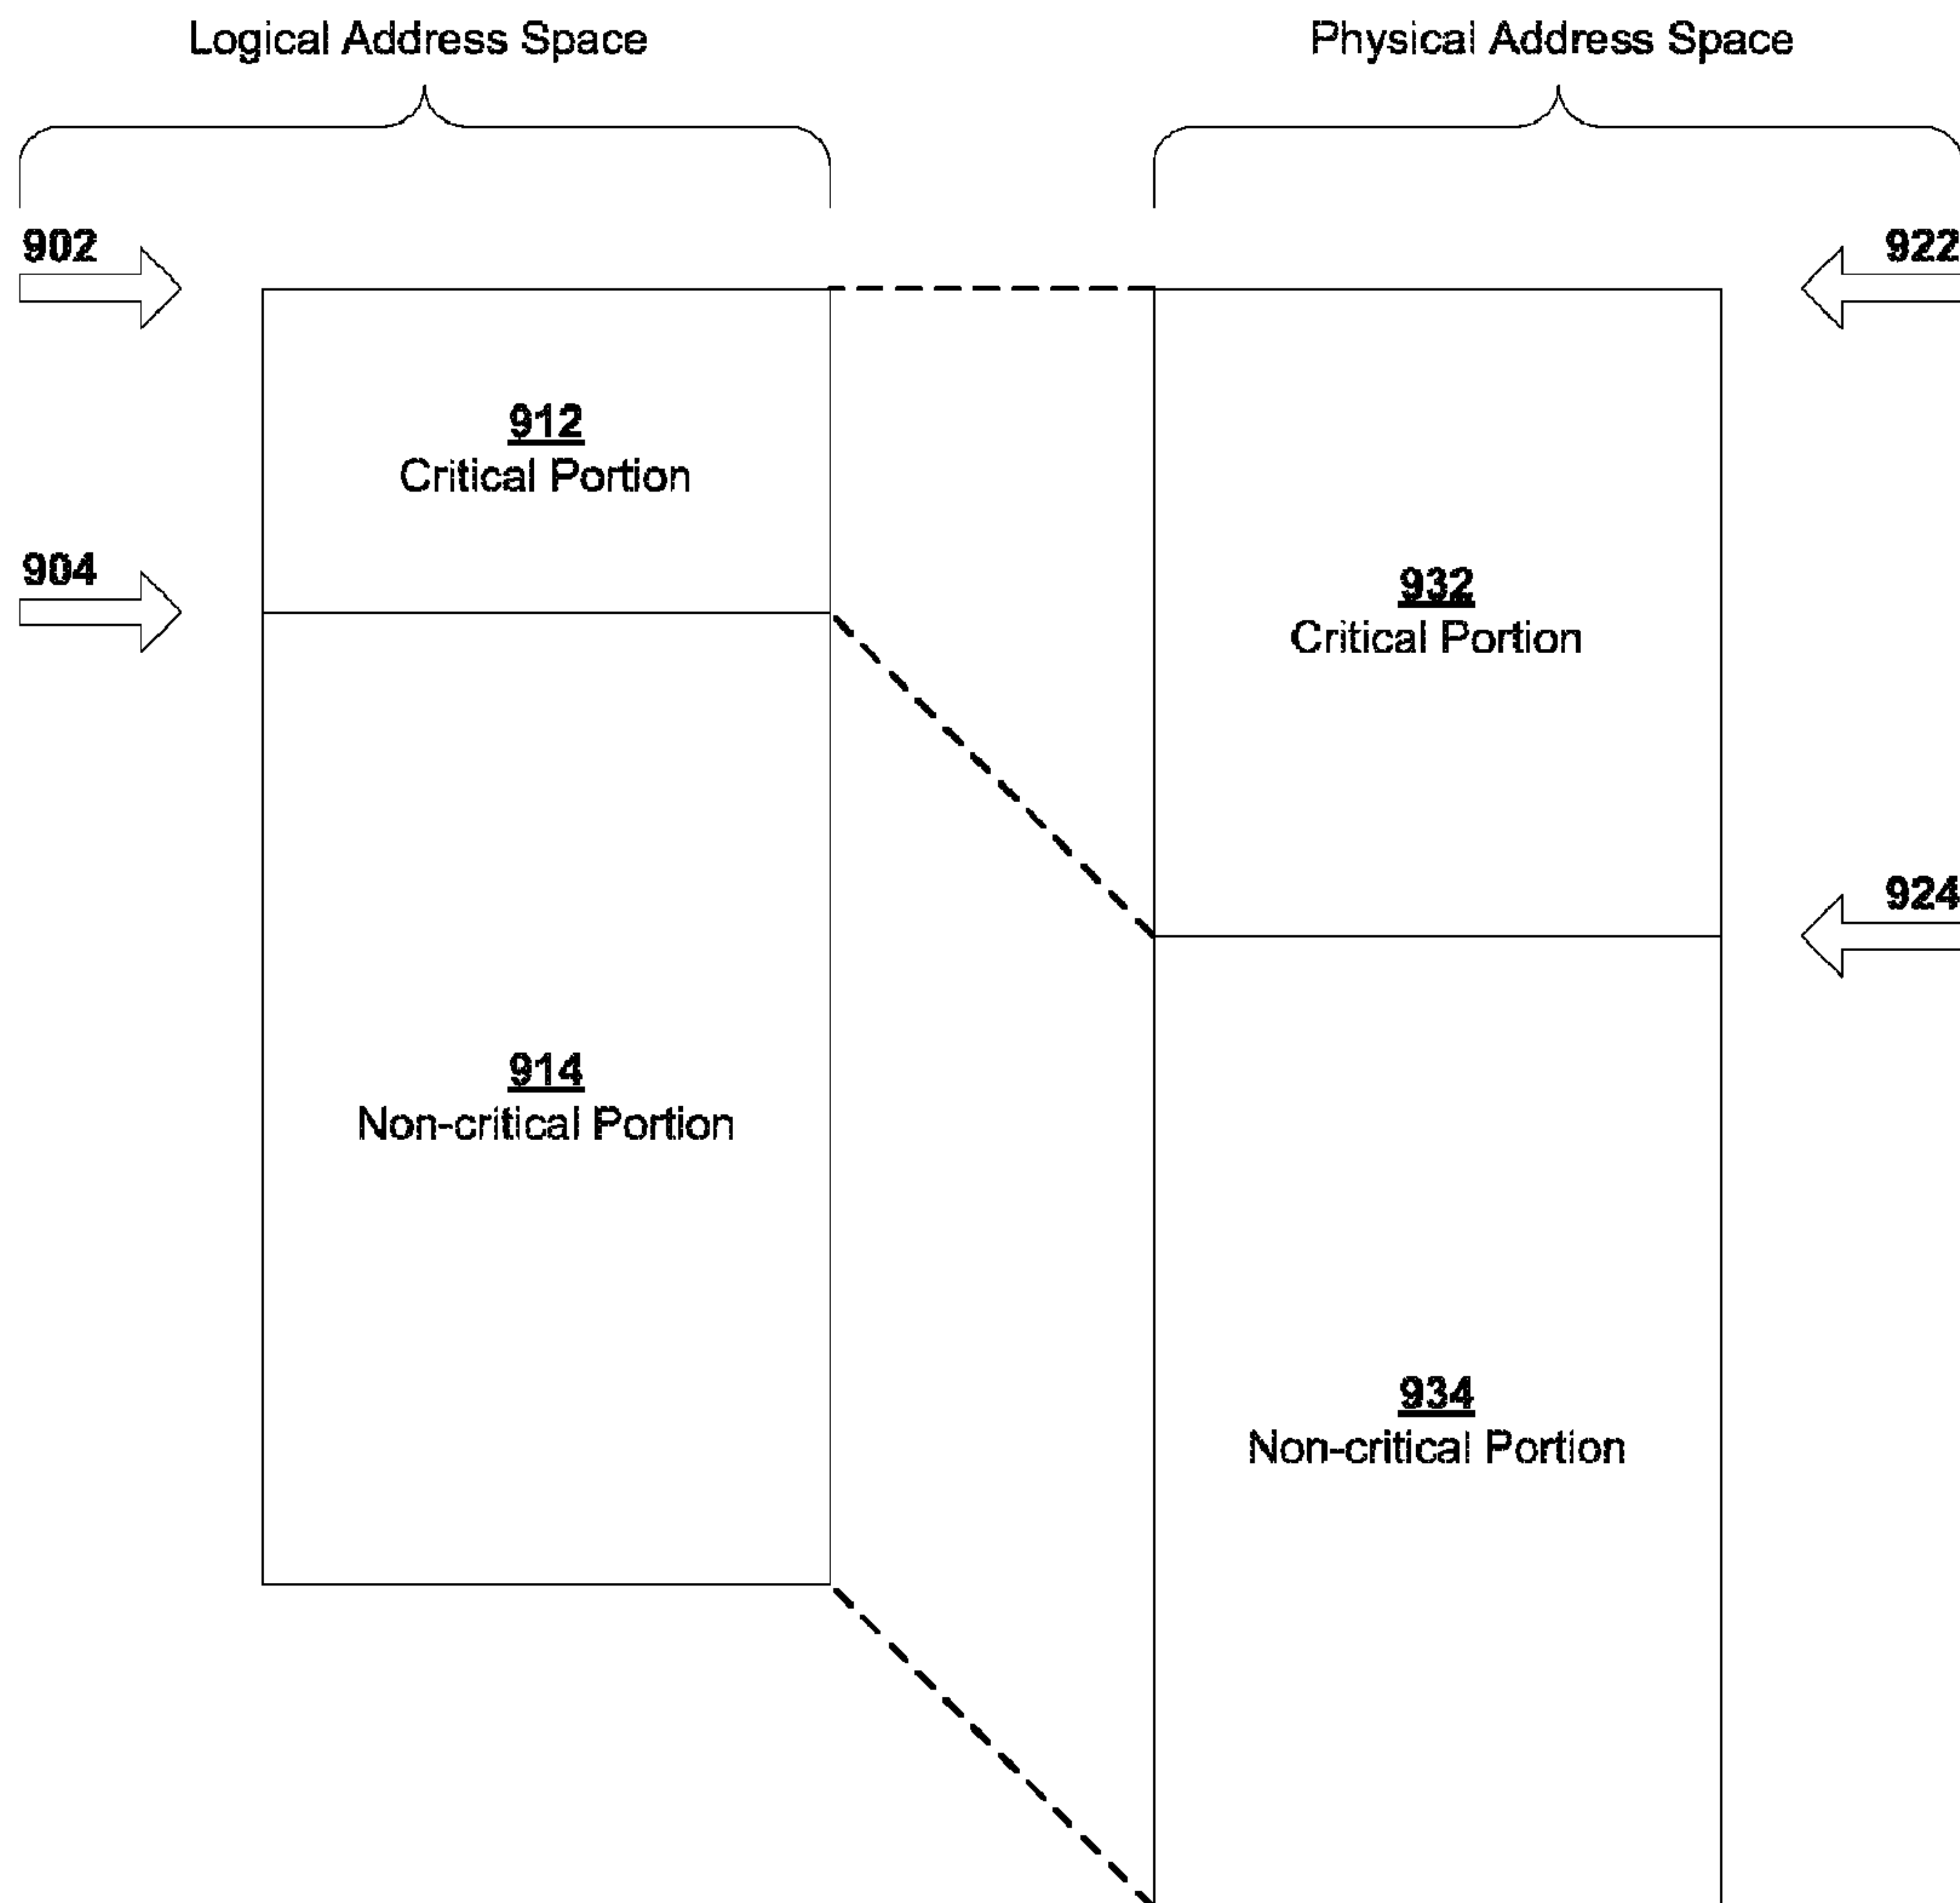 Logical Address Space
Physical Address Space
902
922
912
Critical Portion
904
932
Critical Portion
924
914
Non-critical Portion
934
Non-critical Portion